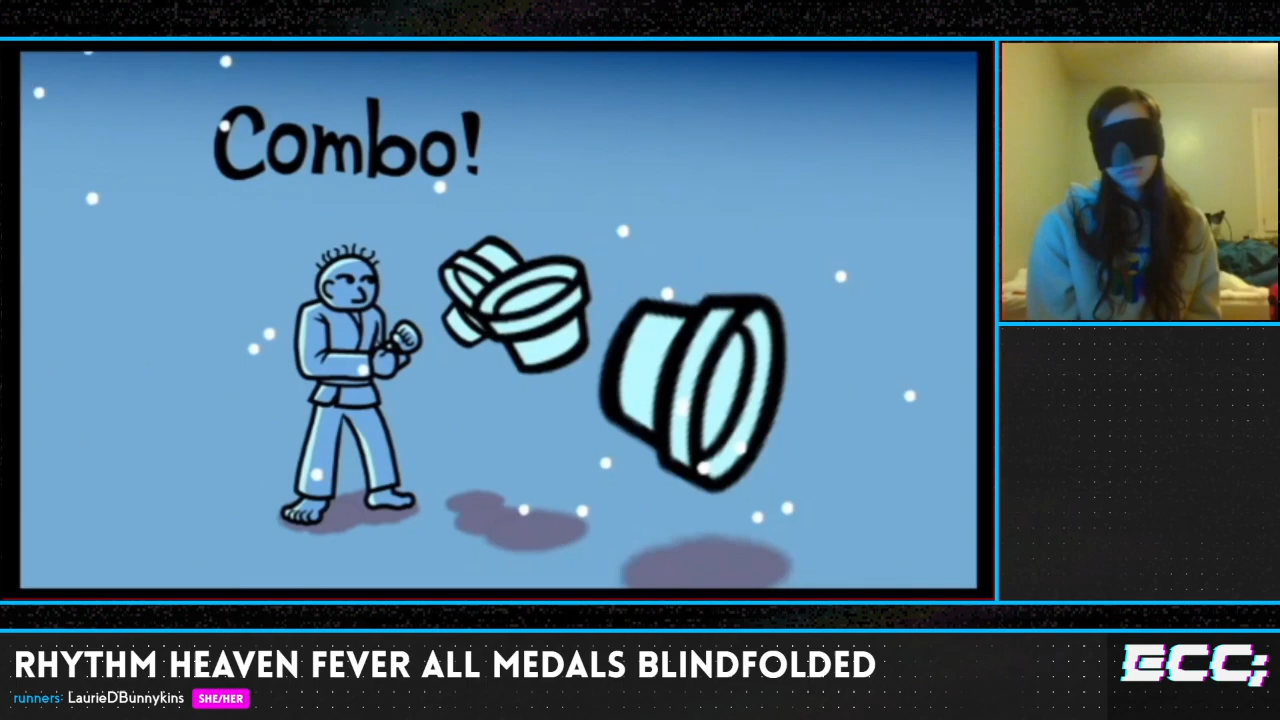 Combo!
RHYTHM HEAVEN FEVER ALL MEDALS BLINDFOLDED
runners: LaurieDBunnykins SHE/HER
ECC;